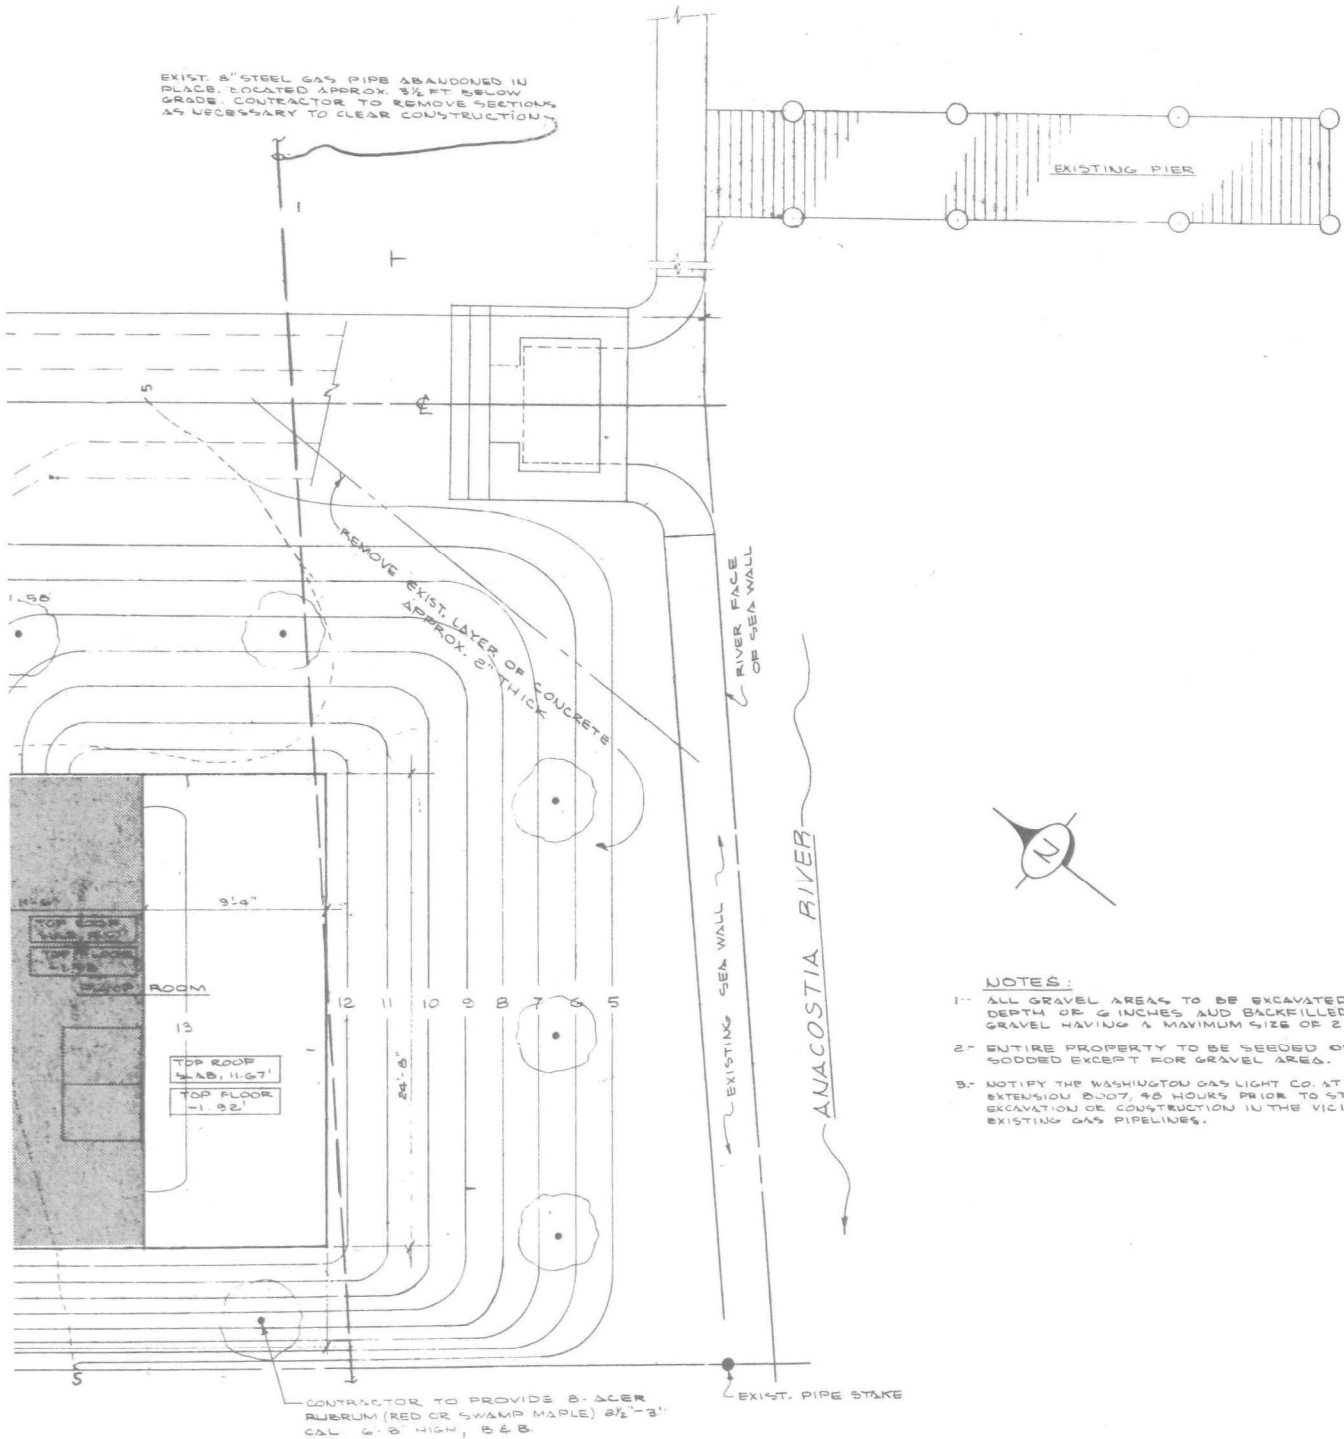 EXIST. 8" STEEL GAS PIPE ABANDONED IN
PLACE. LOCATED APPROX. 3½ FT. BELOW
GRADE. CONTRACTOR TO REMOVE SECTIONS
AS NECESSARY TO CLEAR CONSTRUCTION
EXISTING PIER
℄
5
REMOVE EXIST. LAYER OF CONCRETE
APPROX. 2" THICK
RIVER FACE
OF SEA WALL
1.58
ANACOSTIA RIVER
EXISTING SEA WALL
N
9'-4"
TOP
ROOM
12 11 10 9 8 7 6 5
13
24'-8"
TOP ROOF
SLAB, 11.67'
TOP FLOOR
-1.92'
NOTES:
1- ALL GRAVEL AREAS TO BE EXCAVATED
DEPTH OF 6 INCHES AND BACKFILLED
GRAVEL HAVING A MAXIMUM SIZE OF 2
2- ENTIRE PROPERTY TO BE SEEDED OR
SODDED EXCEPT FOR GRAVEL AREA.
3- NOTIFY THE WASHINGTON GAS LIGHT CO. AT
EXTENSION 48 HOURS PRIOR TO ST
EXCAVATION OR CONSTRUCTION IN THE VICI
EXISTING GAS PIPELINES.
5
EXIST. PIPE STAKE
CONTRACTOR TO PROVIDE 8- ACER
RUBRUM (RED OR SWAMP MAPLE) 2½"-3"
CAL. 6'-8' HIGH, B & B